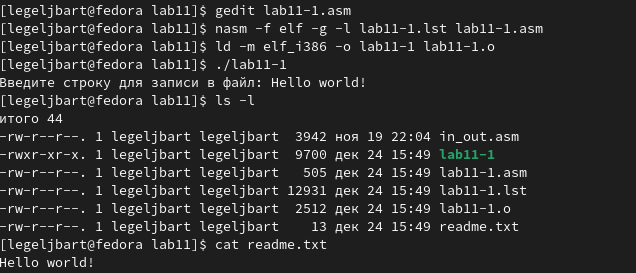 [legeljbart@fedora lab11]$ gedit lab11-1.asm
[legeljbart@fedora lab11]$ nasm -f elf -g -l lab11-1.lst lab11-1.asm
[legeljbart@fedora lab11]$ ld -m elf_i386 -o lab11-1 lab11-1.o
[legeljbart@fedora lab11]$ ./lab11-1
Введите строку для записи в файл: Hello world!
[legeljbart@fedora lab11]$ ls -l
итого 44
-rw-r--r--. 1 legeljbart legeljbart  3942 ноя 19 22:04 in_out.asm
-rwxr-xr-x. 1 legeljbart legeljbart  9700 дек 24 15:49 lab11-1
-rw-r--r--. 1 legeljbart legeljbart   505 дек 24 15:49 lab11-1.asm
-rw-r--r--. 1 legeljbart legeljbart 12931 дек 24 15:49 lab11-1.lst
-rw-r--r--. 1 legeljbart legeljbart  2512 дек 24 15:49 lab11-1.o
-rw-r--r--. 1 legeljbart legeljbart    13 дек 24 15:49 readme.txt
[legeljbart@fedora lab11]$ cat readme.txt
Hello world!